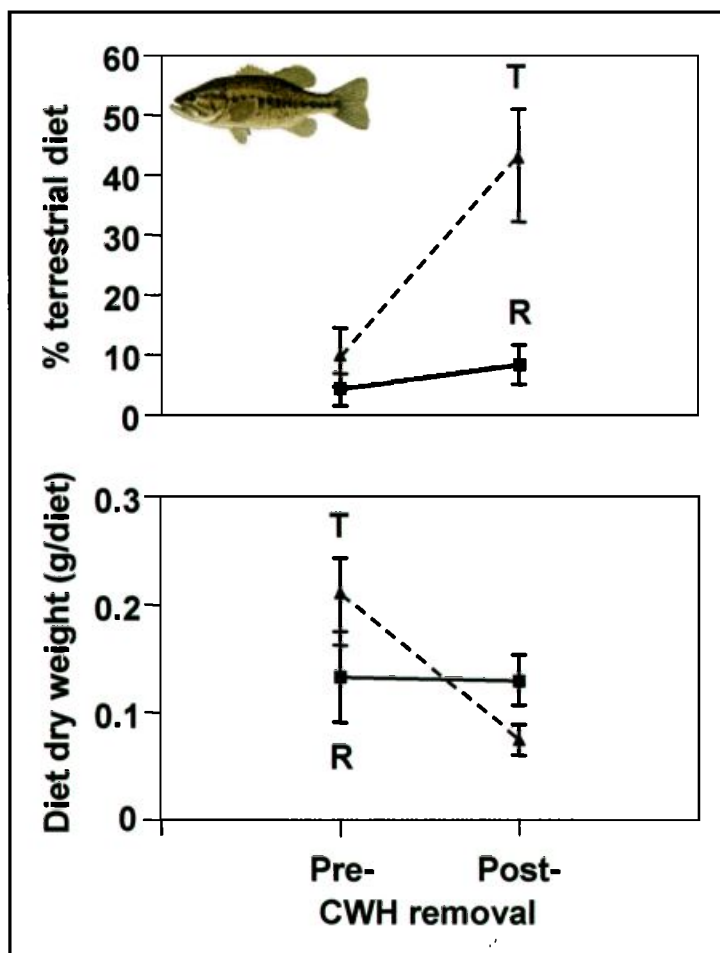 60
50
40
30
20
10
0
% terrestrial diet
T
R
0.3
0.2
0.1
0
Diet dry weight (g/diet)
T
R
Pre- Post-
CWH removal